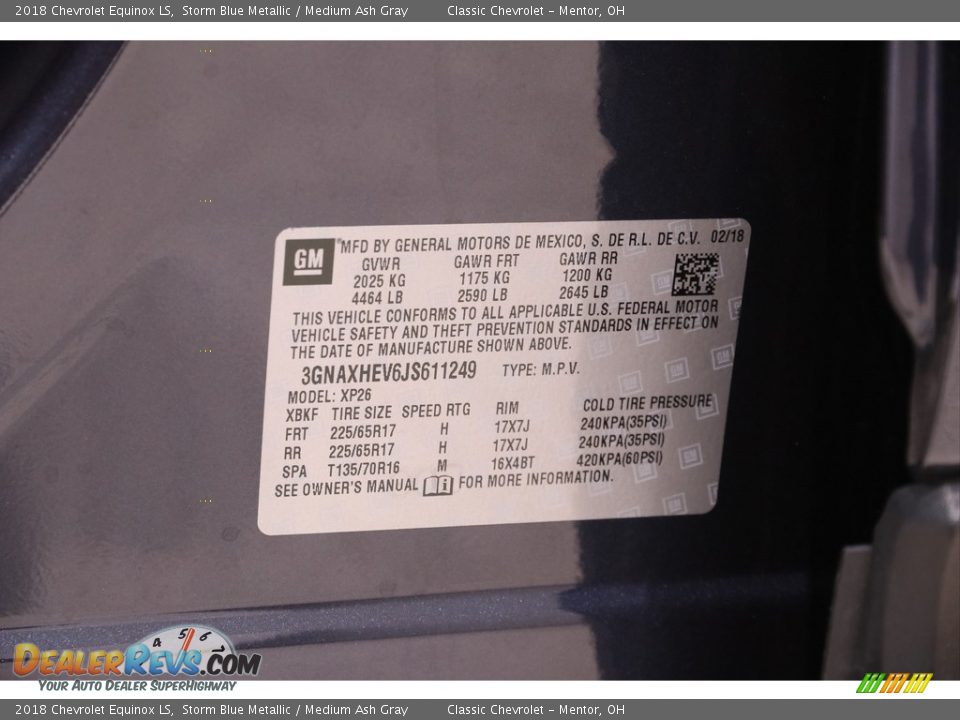 2018 Chevrolet Equinox LS, Storm Blue Metallic / Medium Ash Gray Classic Chevrolet - Mentor, OH
GM
®MFD BY GENERAL MOTORS DE MEXICO, S. DE R.L. DE C.V. 02/18
GVWR GAWR FRT GAWR RR
2025 KG 1175 KG 1200 KG
4464 LB 2590 LB 2645 LB
THIS VEHICLE CONFORMS TO ALL APPLICABLE U.S. FEDERAL MOTOR
VEHICLE SAFETY AND THEFT PREVENTION STANDARDS IN EFFECT ON
THE DATE OF MANUFACTURE SHOWN ABOVE.
3GNAXHEV6JS611249 TYPE: M.P.V.
MODEL: XP26
XBKF TIRE SIZE SPEED RTG RIM COLD TIRE PRESSURE
FRT 225/65R17 H 17X7J 240KPA(35PSI)
RR 225/65R17 H 17X7J 240KPA(35PSI)
SPA T135/70R16 M 16X4BT 420KPA(60PSI)
SEE OWNER'S MANUAL FOR MORE INFORMATION.
4 5 6
DEALERREVS.COM
YOUR AUTO DEALER SUPERHIGHWAY
2018 Chevrolet Equinox LS, Storm Blue Metallic / Medium Ash Gray Classic Chevrolet - Mentor, OH